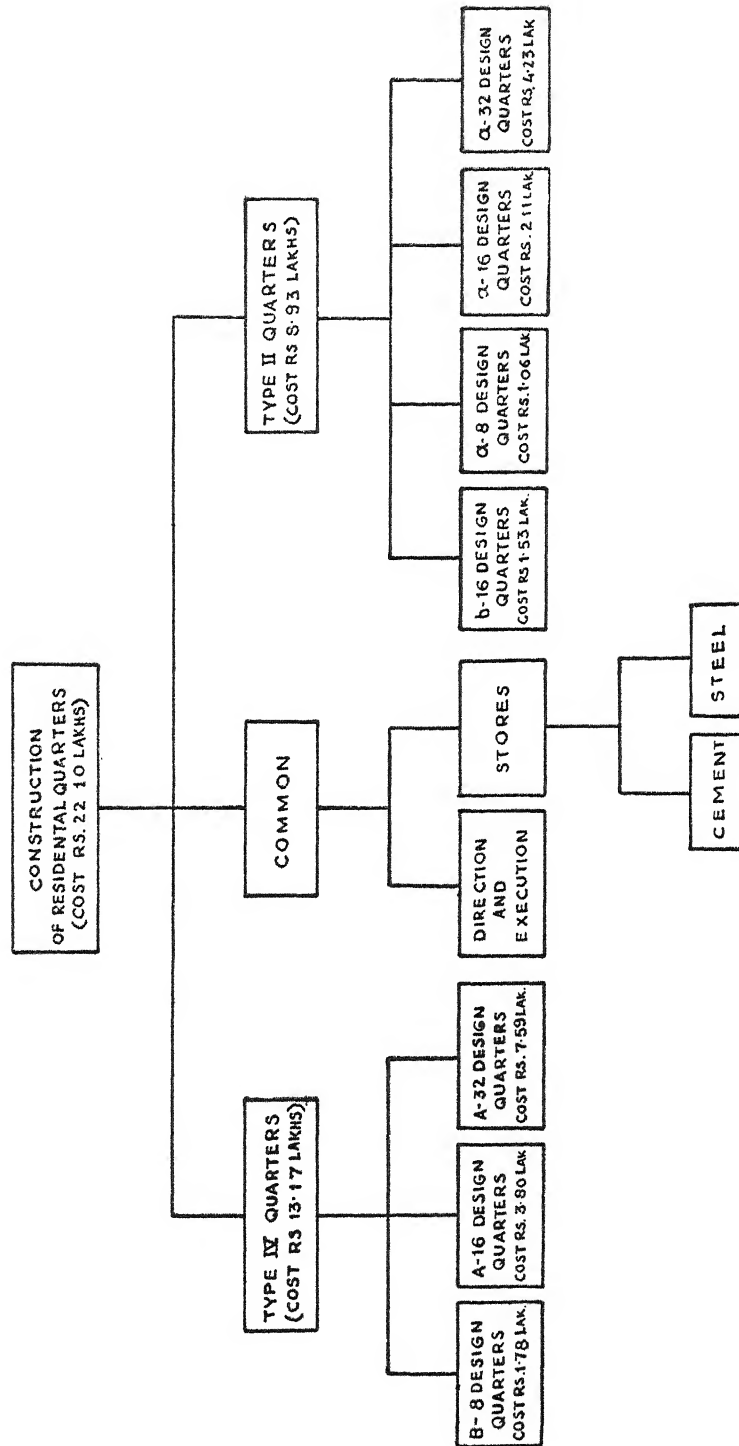 CONSTRUCTION
OF RESIDENTAL QUARTERS
(COST RS. 22 10 LAKHS)
TYPE IV QUARTERS
(COST RS 13·17 LAKHS)
COMMON
TYPE II QUARTERS
(COST RS 8·93 LAKHS)
B-8 DESIGN
QUARTERS
COST RS.1·78 LAK.
A-16 DESIGN
QUARTERS
COST RS. 3·80 LAK
A-32 DESIGN
QUARTERS
COST RS. 7·59 LAK.
DIRECTION
AND
EXECUTION
STORES
b-16 DESIGN
QUARTERS
COST RS 1·53 LAK.
a-8 DESIGN
QUARTERS
COST RS.1·06 LAK.
a-16 DESIGN
QUARTERS
COST RS. 2 11 LAK.
a-32 DESIGN
QUARTERS
COST RS. 4·23 LAK
CEMENT
STEEL